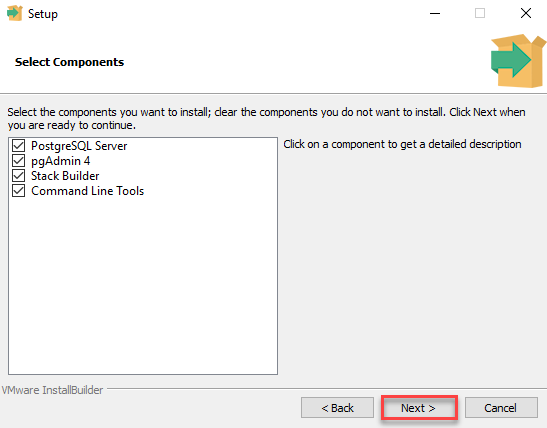 Setup
Select Components
Select the components you want to install; clear the components you do not want to install. Click Next when
you are ready to continue.
PostgreSQL Server
pgAdmin 4
Stack Builder
Command Line Tools
Click on a component to get a detailed description
VMware InstallBuilder
< Back
Next >
Cancel